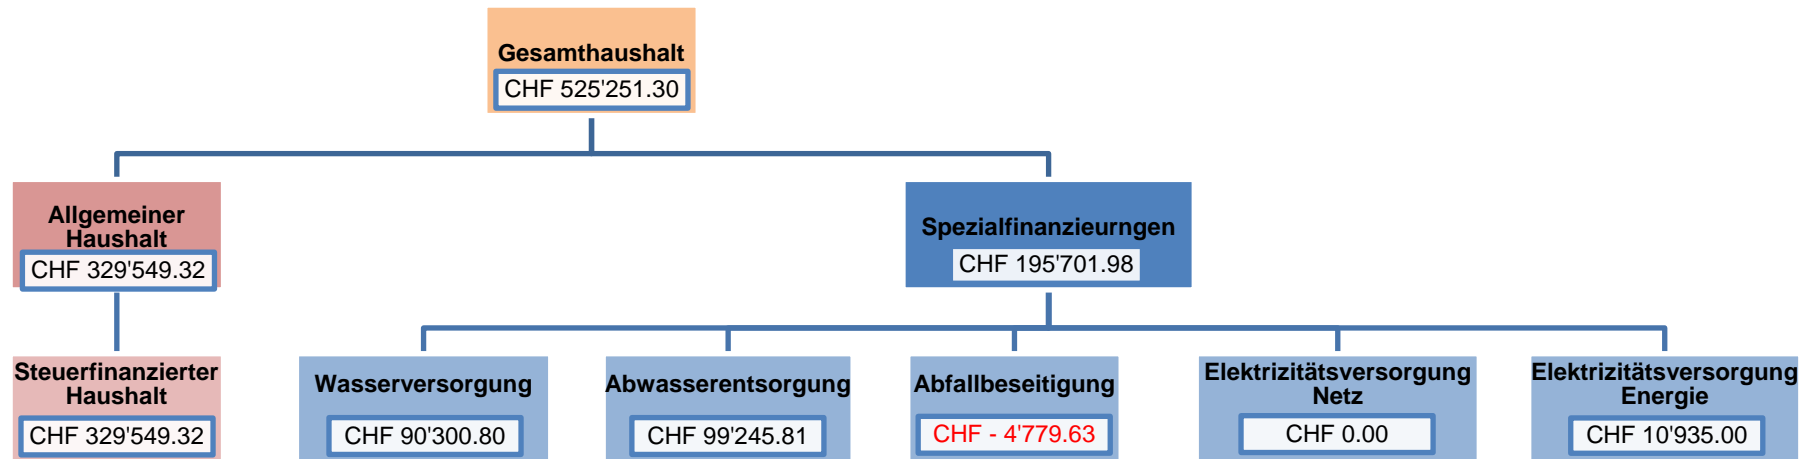 Gesamthaushalt
CHF 525'251.30
Allgemeiner
Haushalt
CHF 329'549.32
Spezialfinanzieurngen
CHF 195'701.98
Steuerfinanzierter
Haushalt
CHF 329'549.32
Wasserversorgung
CHF 90'300.80
Abwasserentsorgung
CHF 99'245.81
Abfallbeseitigung
CHF - 4'779.63
Elektrizitätsversorgung
Netz
CHF 0.00
Elektrizitätsversorgung
Energie
CHF 10'935.00